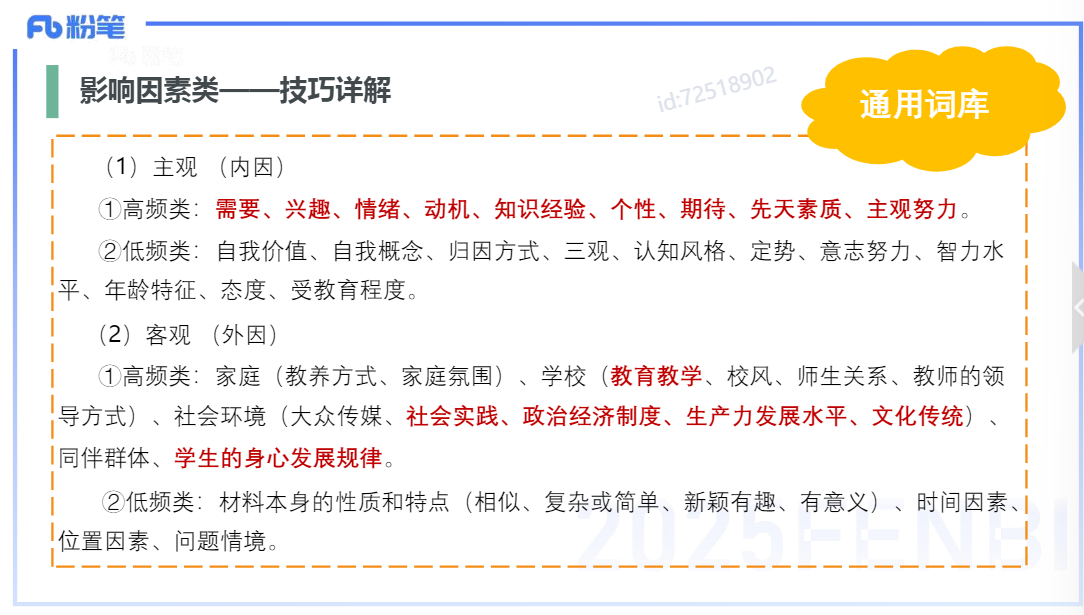 粉笔
影响因素类——技巧详解
id:72518902
通用词库
（1）主观 （内因）
①高频类：需要、兴趣、情绪、动机、知识经验、个性、期待、先天素质、主观努力。
②低频类：自我价值、自我概念、归因方式、三观、认知风格、定势、意志努力、智力水
平、年龄特征、态度、受教育程度。
（2）客观 （外因）
①高频类：家庭（教养方式、家庭氛围）、学校（教育教学、校风、师生关系、教师的领
导方式）、社会环境（大众传媒、社会实践、政治经济制度、生产力发展水平、文化传统）、
同伴群体、学生的身心发展规律。
②低频类：材料本身的性质和特点（相似、复杂或简单、新颖有趣、有意义）、时间因素、
位置因素、问题情境。
2025FENBI